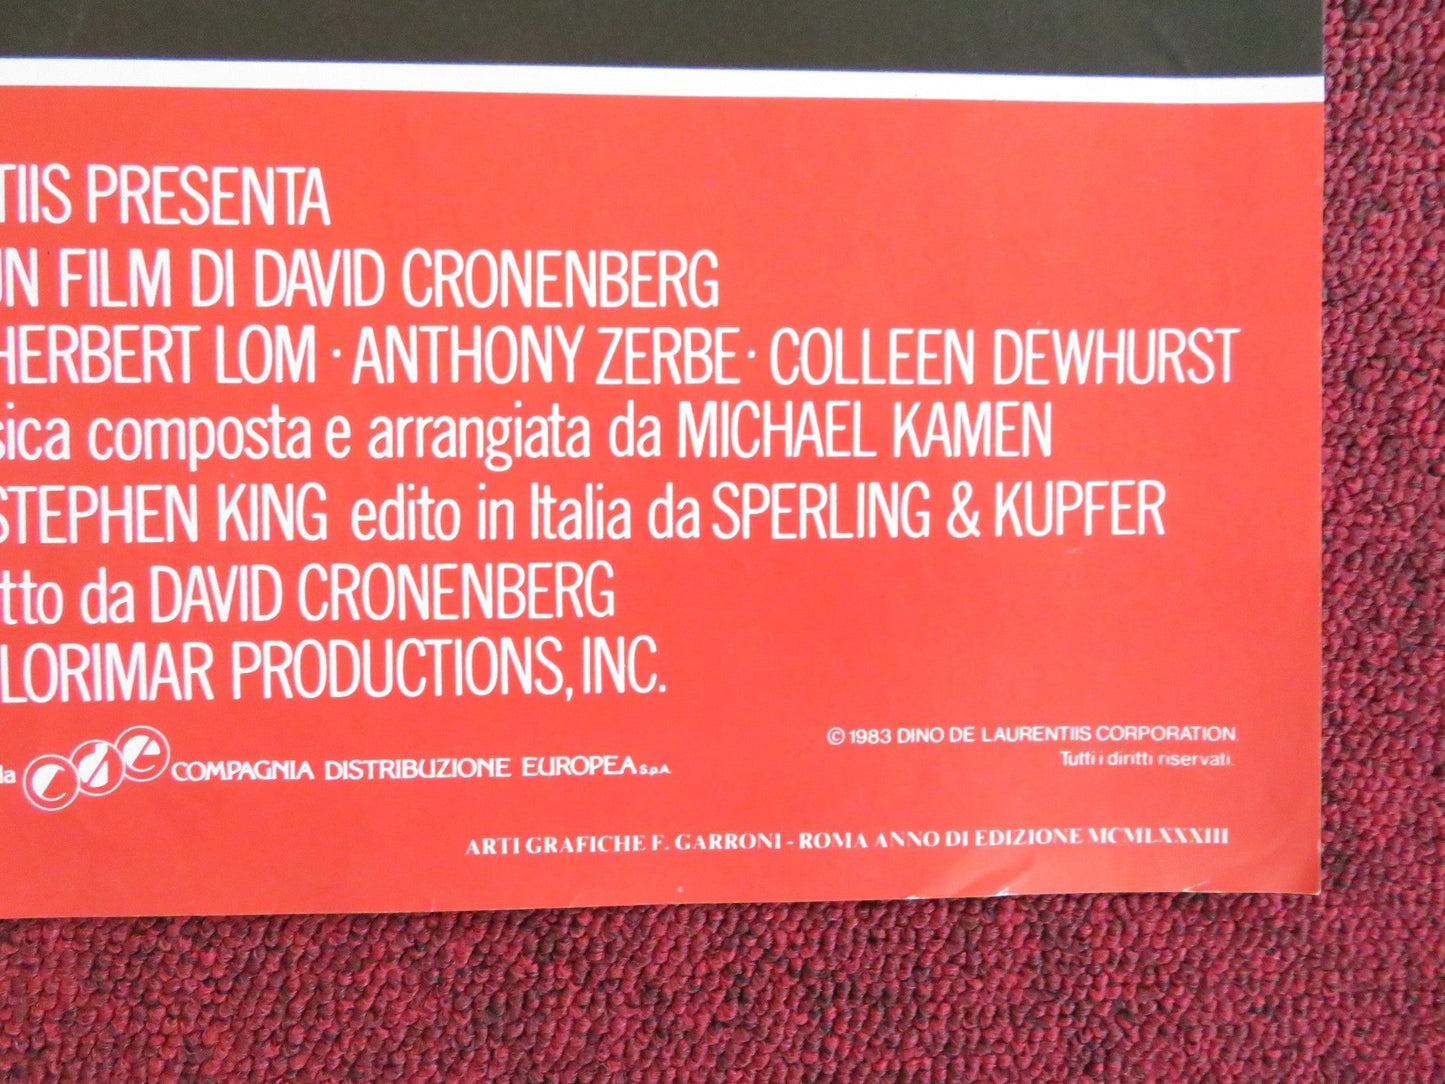 TIIS PRESENTA
UN FILM DI DAVID CRONENBERG
HERBERT LOM · ANTHONY ZERBE · COLLEEN DEWHURST
sica composta e arrangiata da MICHAEL KAMEN
STEPHEN KING edito in Italia da SPERLING & KUPFER
tto da DAVID CRONENBERG
LORIMAR PRODUCTIONS, INC.
la cde COMPAGNIA DISTRIBUZIONE EUROPEA S.p.A.
© 1983 DINO DE LAURENTIIS CORPORATION.
Tutti i diritti riservati.
ARTI GRAFICHE F. GARRONI - ROMA ANNO DI EDIZIONE MCMLXXXIII